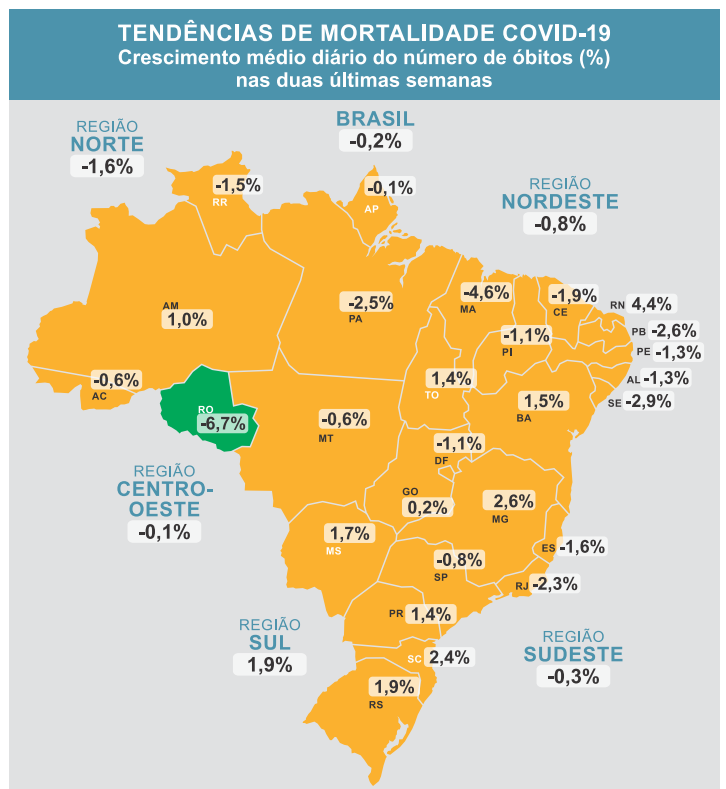 TENDÊNCIAS DE MORTALIDADE COVID-19
Crescimento médio diário do número de óbitos (%)
nas duas últimas semanas
BRASIL
-0,2%
REGIÃO
NORTE
-1,6%
REGIÃO
NORDESTE
-0,8%
-1,5%
RR
-0,1%
AP
AM
1,0%
-2,5%
PA
-4,6%
MA
-1,9%
CE
RN 4,4%
PB -2,6%
PE -1,3%
AL -1,3%
SE -2,9%
-1,1%
PI
-0,6%
AC
RO
-6,7%
-0,6%
MT
1,4%
TO
1,5%
BA
-1,1%
DF
GO
0,2%
2,6%
MG
REGIÃO
CENTRO-
OESTE
-0,1%
1,7%
MS
-0,8%
SP
ES -1,6%
RJ -2,3%
PR 1,4%
SC 2,4%
1,9%
RS
REGIÃO
SUL
1,9%
REGIÃO
SUDESTE
-0,3%